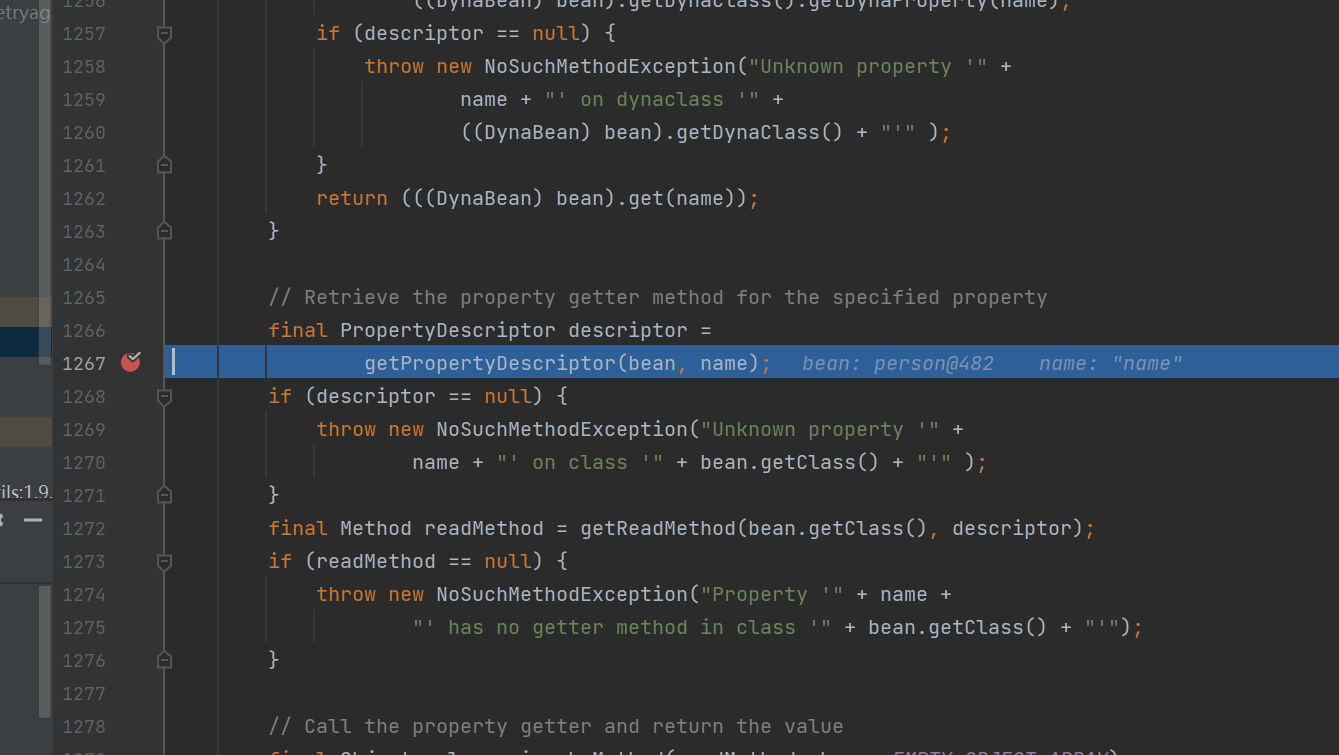 etryag
1256 ((DynaBean) bean).getDynaClass().getDynaProperty(name);
1257 if (descriptor == null) {
1258 throw new NoSuchMethodException("Unknown property '" +
1259 name + "' on dynaclass '" +
1260 ((DynaBean) bean).getDynaClass() + "'" );
1261 }
1262 return (((DynaBean) bean).get(name));
1263 }
1264
1265 // Retrieve the property getter method for the specified property
1266 final PropertyDescriptor descriptor =
1267 getPropertyDescriptor(bean, name); bean: person@482 name: "name"
1268 if (descriptor == null) {
1269 throw new NoSuchMethodException("Unknown property '" +
1270 name + "' on class '" + bean.getClass() + "'" );
ils:1.9.
1271 }
1272 final Method readMethod = getReadMethod(bean.getClass(), descriptor);
1273 if (readMethod == null) {
1274 throw new NoSuchMethodException("Property '" + name +
1275 "' has no getter method in class '" + bean.getClass() + "'");
1276 }
1277
1278 // Call the property getter and return the value